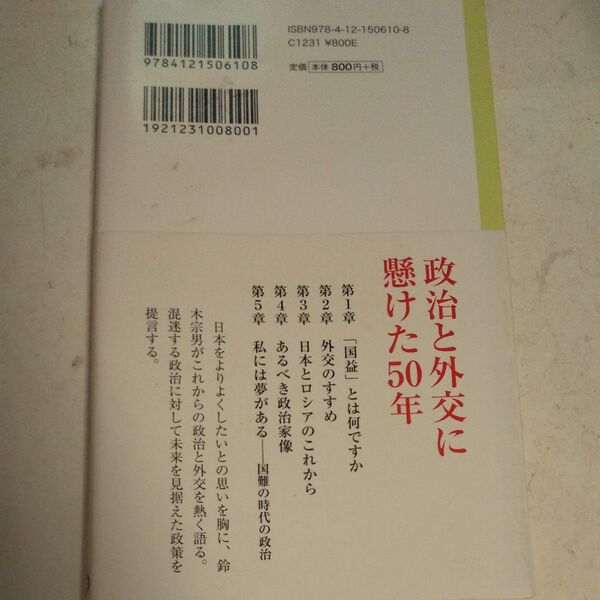 ISBN978-4-12-150610-8
C1231 ¥800E
定価 本体 800円+税
9784121506108
1921231008001
政治と外交に
懸けた50年
第1章 「国益」とは何ですか
第2章 外交のすすめ
第3章 日本とロシアのこれから
第4章 あるべき政治家像
第5章 私には夢がある――国難の時代の政治
日本をよりよくしたいとの思いを胸に、鈴
木宗男がこれからの政治と外交を熱く語る。
混迷する政治に対して未来を見据えた政策を
提言する。